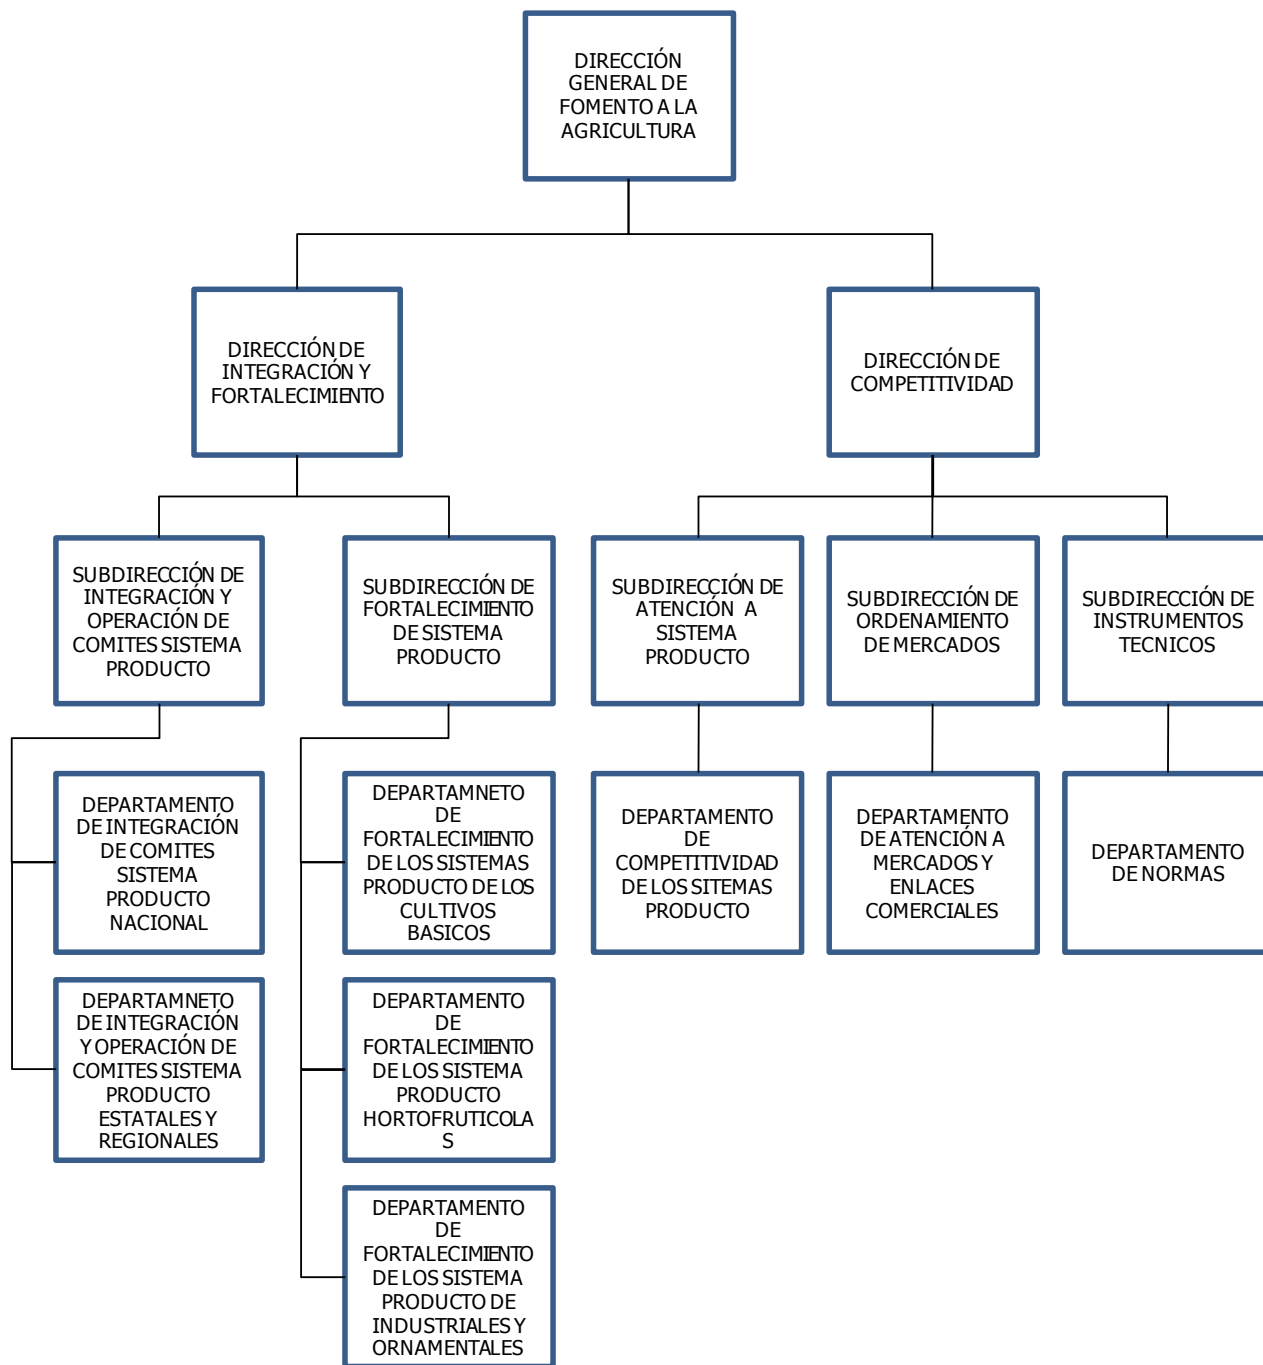 DIRECCIÓN
GENERAL DE
FOMENTO A LA
AGRICULTURA
DIRECCIÓN DE
INTEGRACIÓN Y
FORTALECIMIENTO
DIRECCIÓN DE
COMPETITIVIDAD
SUBDIRECCIÓN DE
INTEGRACIÓN Y
OPERACIÓN DE
COMITES SISTEMA
PRODUCTO
SUBDIRECCIÓN DE
FORTALECIMIENTO
DE SISTEMA
PRODUCTO
SUBDIRECCIÓN DE
ATENCIÓN A
SISTEMA
PRODUCTO
SUBDIRECCIÓN DE
ORDENAMIENTO
DE MERCADOS
SUBDIRECCIÓN DE
INSTRUMENTOS
TECNICOS
DEPARTAMENTO
DE INTEGRACIÓN
DE COMITES
SISTEMA
PRODUCTO
NACIONAL
DEPARTAMNETO
DE
FORTALECIMIENTO
DE LOS SISTEMAS
PRODUCTO DE LOS
CULTIVOS
BASICOS
DEPARTAMENTO
DE
COMPETITIVIDAD
DE LOS SITEMAS
PRODUCTO
DEPARTAMENTO
DE ATENCIÓN A
MERCADOS Y
ENLACES
COMERCIALES
DEPARTAMENTO
DE NORMAS
DEPARTAMNETO
DE INTEGRACIÓN
Y OPERACIÓN DE
COMITES SISTEMA
PRODUCTO
ESTATALES Y
REGIONALES
DEPARTAMENTO
DE
FORTALECIMIENTO
DE LOS SISTEMA
PRODUCTO
HORTOFRUTICOLA
S
DEPARTAMENTO
DE
FORTALECIMIENTO
DE LOS SISTEMA
PRODUCTO DE
INDUSTRIALES Y
ORNAMENTALES